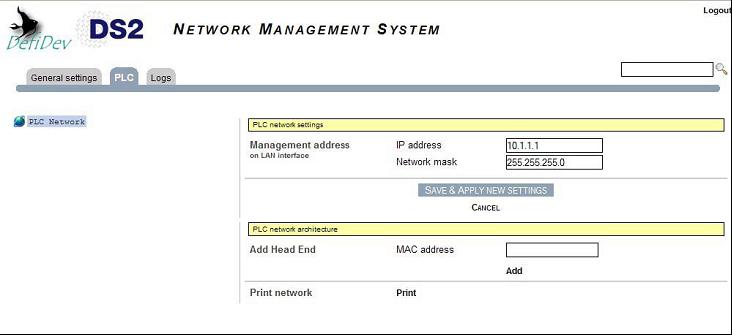 Logout
DefiDev DS2 NETWORK MANAGEMENT SYSTEM
General settings PLC Logs
PLC Network
PLC network settings
Management address IP address 10.1.1.1
on LAN interface
Network mask 255.255.255.0
SAVE & APPLY NEW SETTINGS
CANCEL
PLC network architecture
Add Head End MAC address
Add
Print network Print